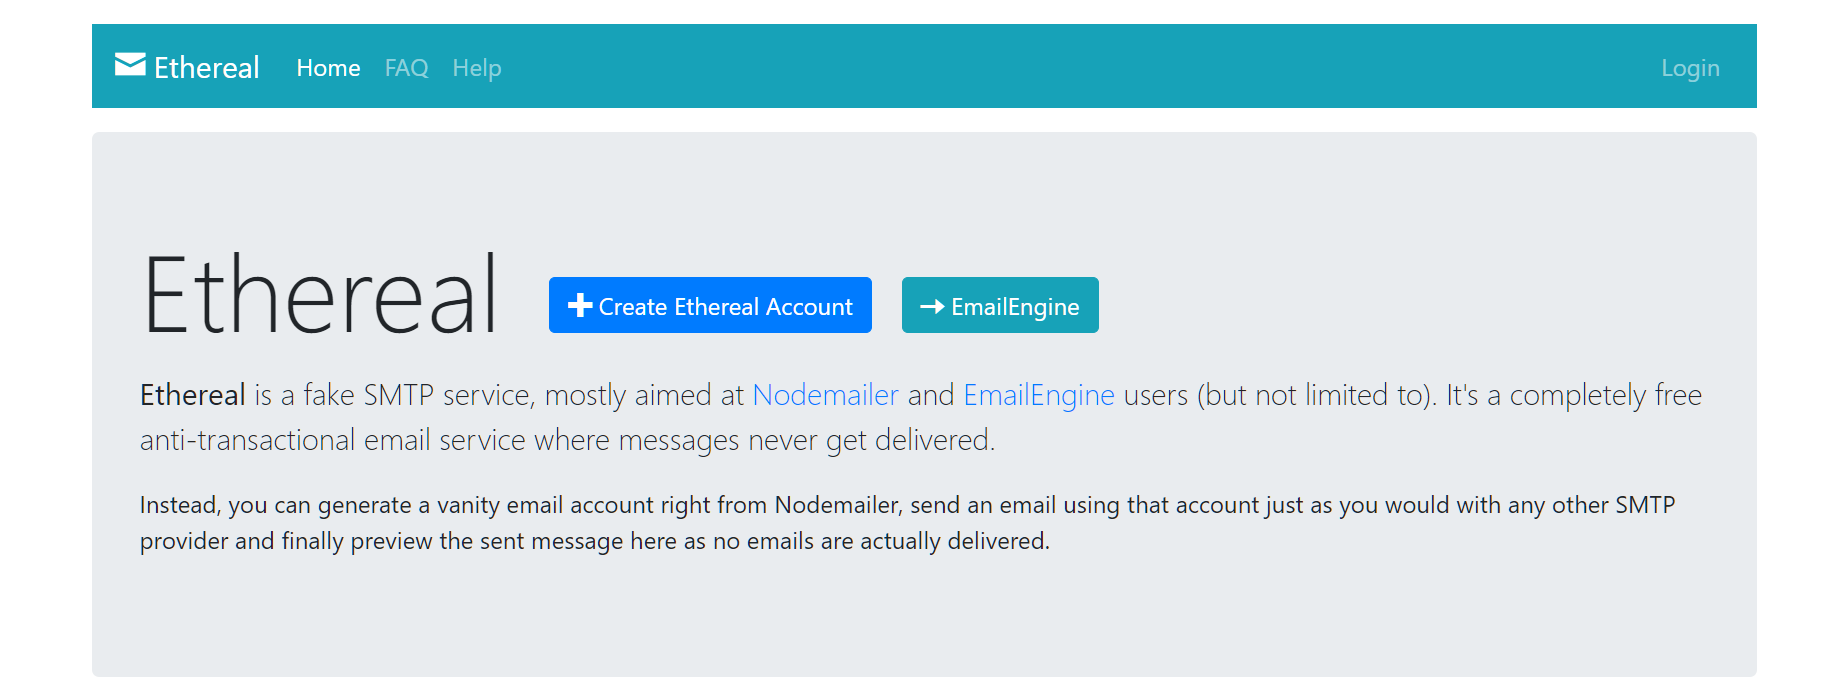 Ethereal Home FAQ Help Login
Ethereal Create Ethereal Account EmailEngine
Ethereal is a fake SMTP service, mostly aimed at Nodemailer and EmailEngine users (but not limited to). It's a completely free
anti-transactional email service where messages never get delivered.
Instead, you can generate a vanity email account right from Nodemailer, send an email using that account just as you would with any other SMTP
provider and finally preview the sent message here as no emails are actually delivered.